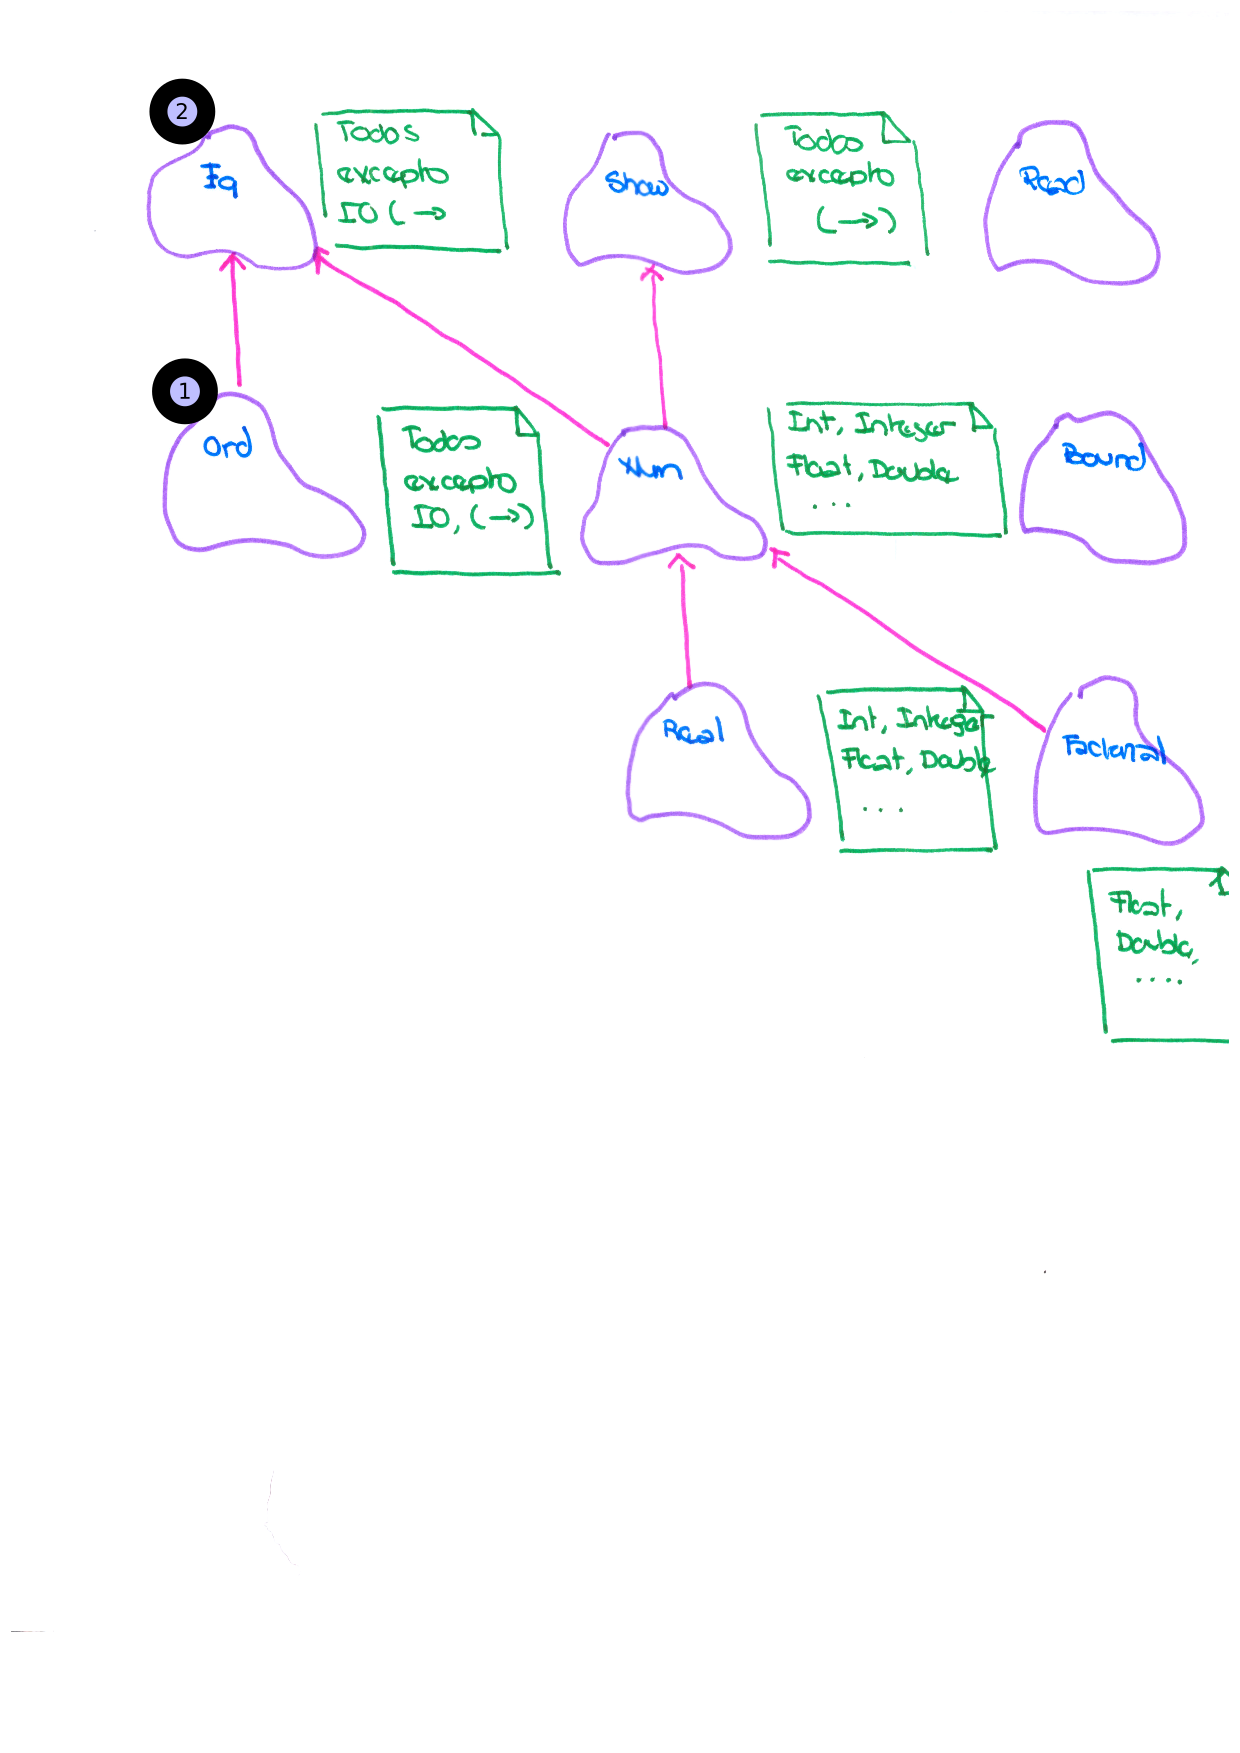 2
Eq
Todos
excepto
IO (→
Show
Todos
excepto
(→)
Read
1
Ord
Todos
excepto
IO, (→)
Num
Int, Integer
Float, Double
...
Bound
Real
Int, Integer
Float, Double
...
Facional
Float,
Double,
....